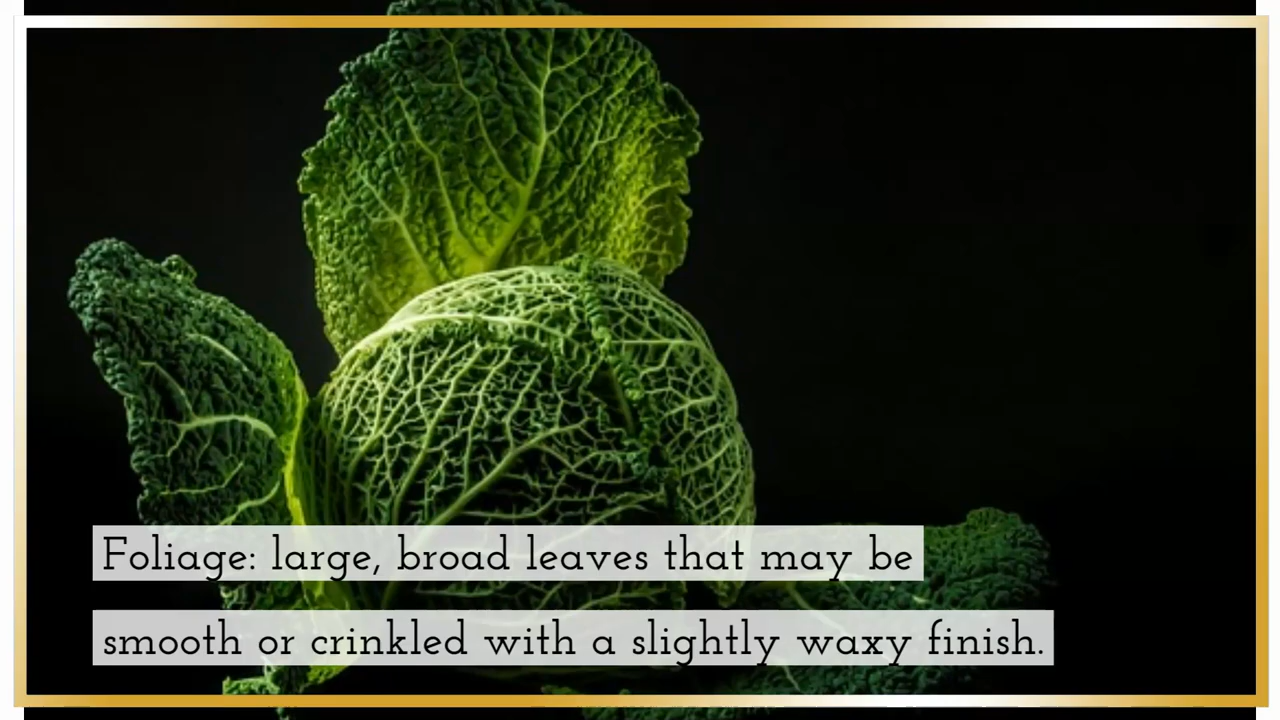 Foliage: large, broad leaves that may be
smooth or crinkled with a slightly waxy finish.